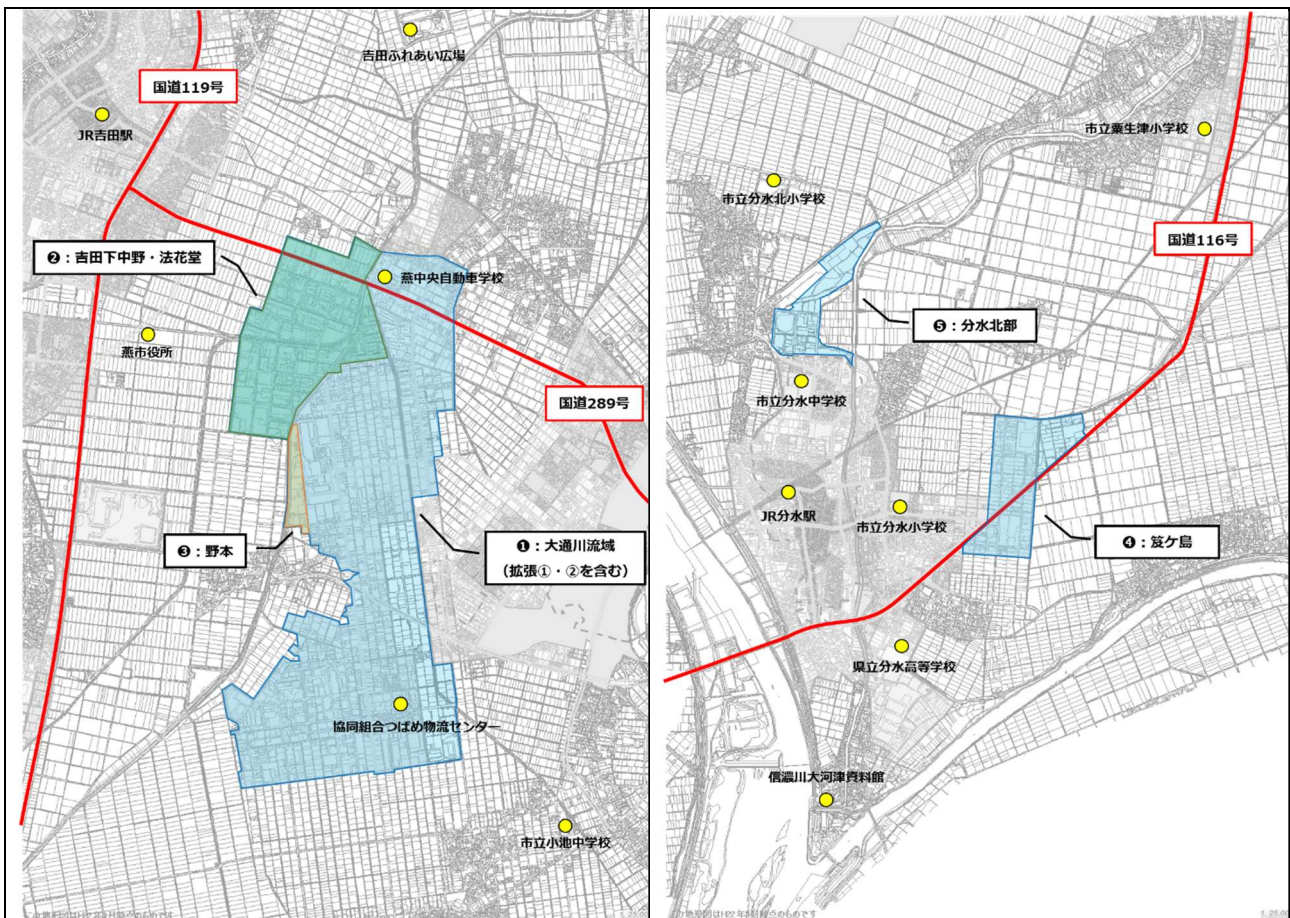 吉田ふれあい広場
国道119号
JR吉田駅
❷：吉田下中野・法花堂
燕中央自動車学校
燕市役所
国道289号
❸：野本
❶：大通川流域
（拡張①・②を含む）
協同組合つばめ物流センター
市立小池中学校
市立粟生津小学校
市立分水北小学校
国道116号
❺：分水北部
市立分水中学校
JR分水駅
市立分水小学校
❹：笈ケ島
県立分水高等学校
信濃川大河津資料館